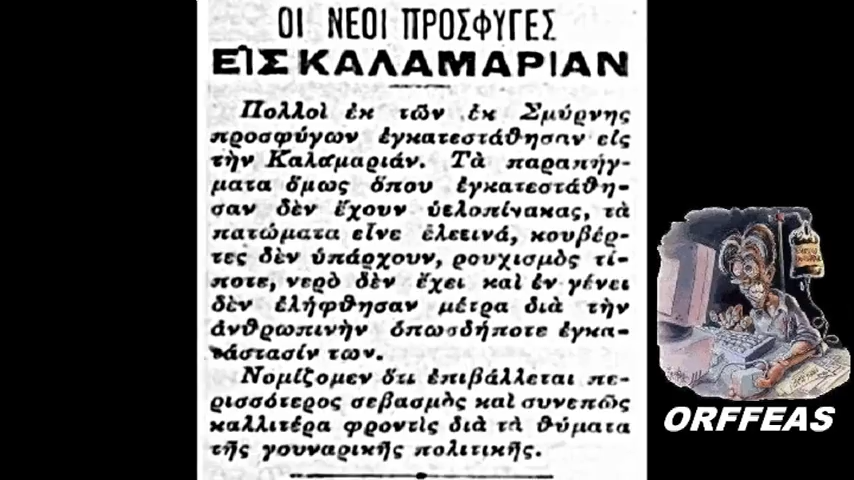 ΟΙ ΝΕΟΙ ΠΡΟΣΦΥΓΕΣ
ΕΙΣ ΚΑΛΑΜΑΡΙΑΝ
Πολλοὶ ἐκ τῶν ἐκ Σμύρνης
προσφύγων ἐγκατεστάθησαν εἰς
τὴν Καλαμαριάν. Τὰ παραπήγ-
ματα ὅμως ὅπου ἐγκατεστάθη-
σαν δὲν ἔχουν ὑελοπίνακας, τὰ
πατώματα εἶνε ἐλεεινά, κουβέρ-
τες δὲν ὑπάρχουν, ρουχισμὸς τί-
ποτε, νερὸ δὲν ἔχει καὶ ἐν γένει
δὲν ἐλήφθησαν μέτρα διὰ τὴν
ἀνθρωπινὴν ὁπωσδήποτε ἐγκα-
τάστασίν των.
Νομίζομεν ὅτι ἐπιβάλλεται πε-
ρισσότερος σεβασμὸς καὶ συνεπῶς
καλλιτέρα φροντὶς διὰ τὰ θύματα
τῆς γουναρικῆς πολιτικῆς.
ORFFEAS